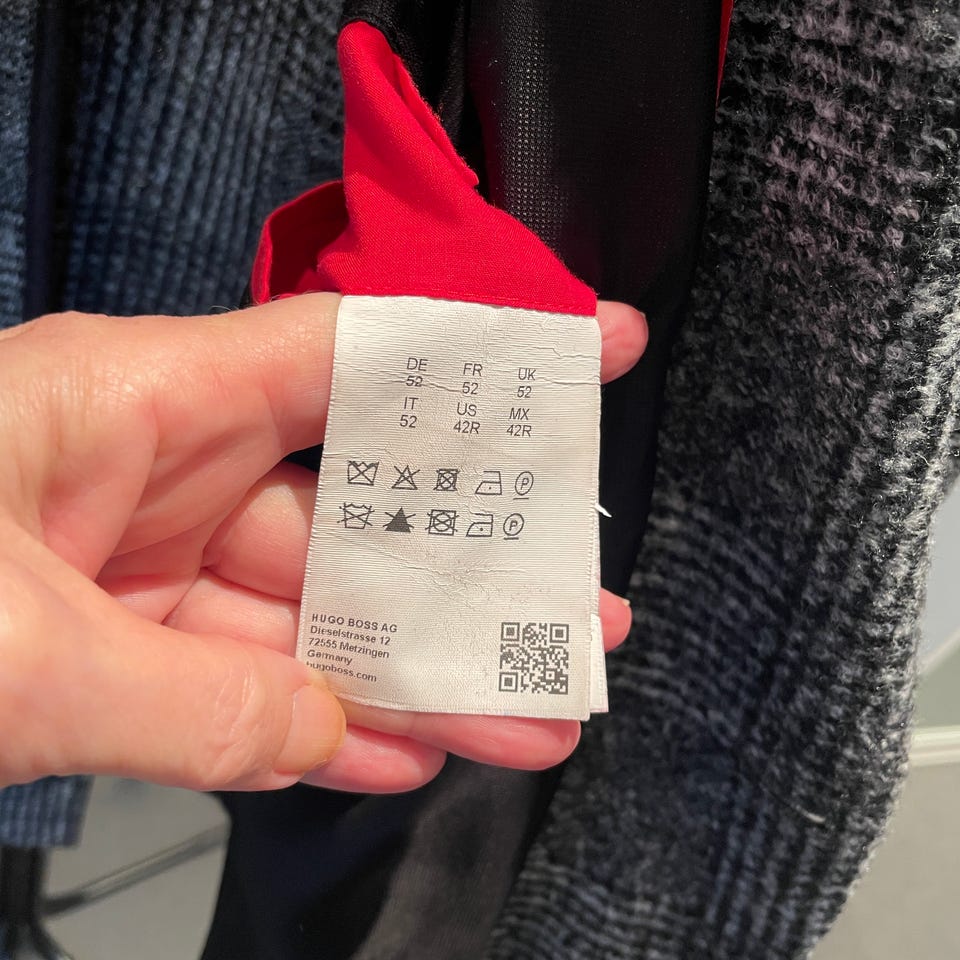 DE FR UK
52 52 52
IT US MX
52 42R 42R
P
P
HUGO BOSS AG
Dieselstrasse 12
72555 Metzingen
Germany
hugoboss.com